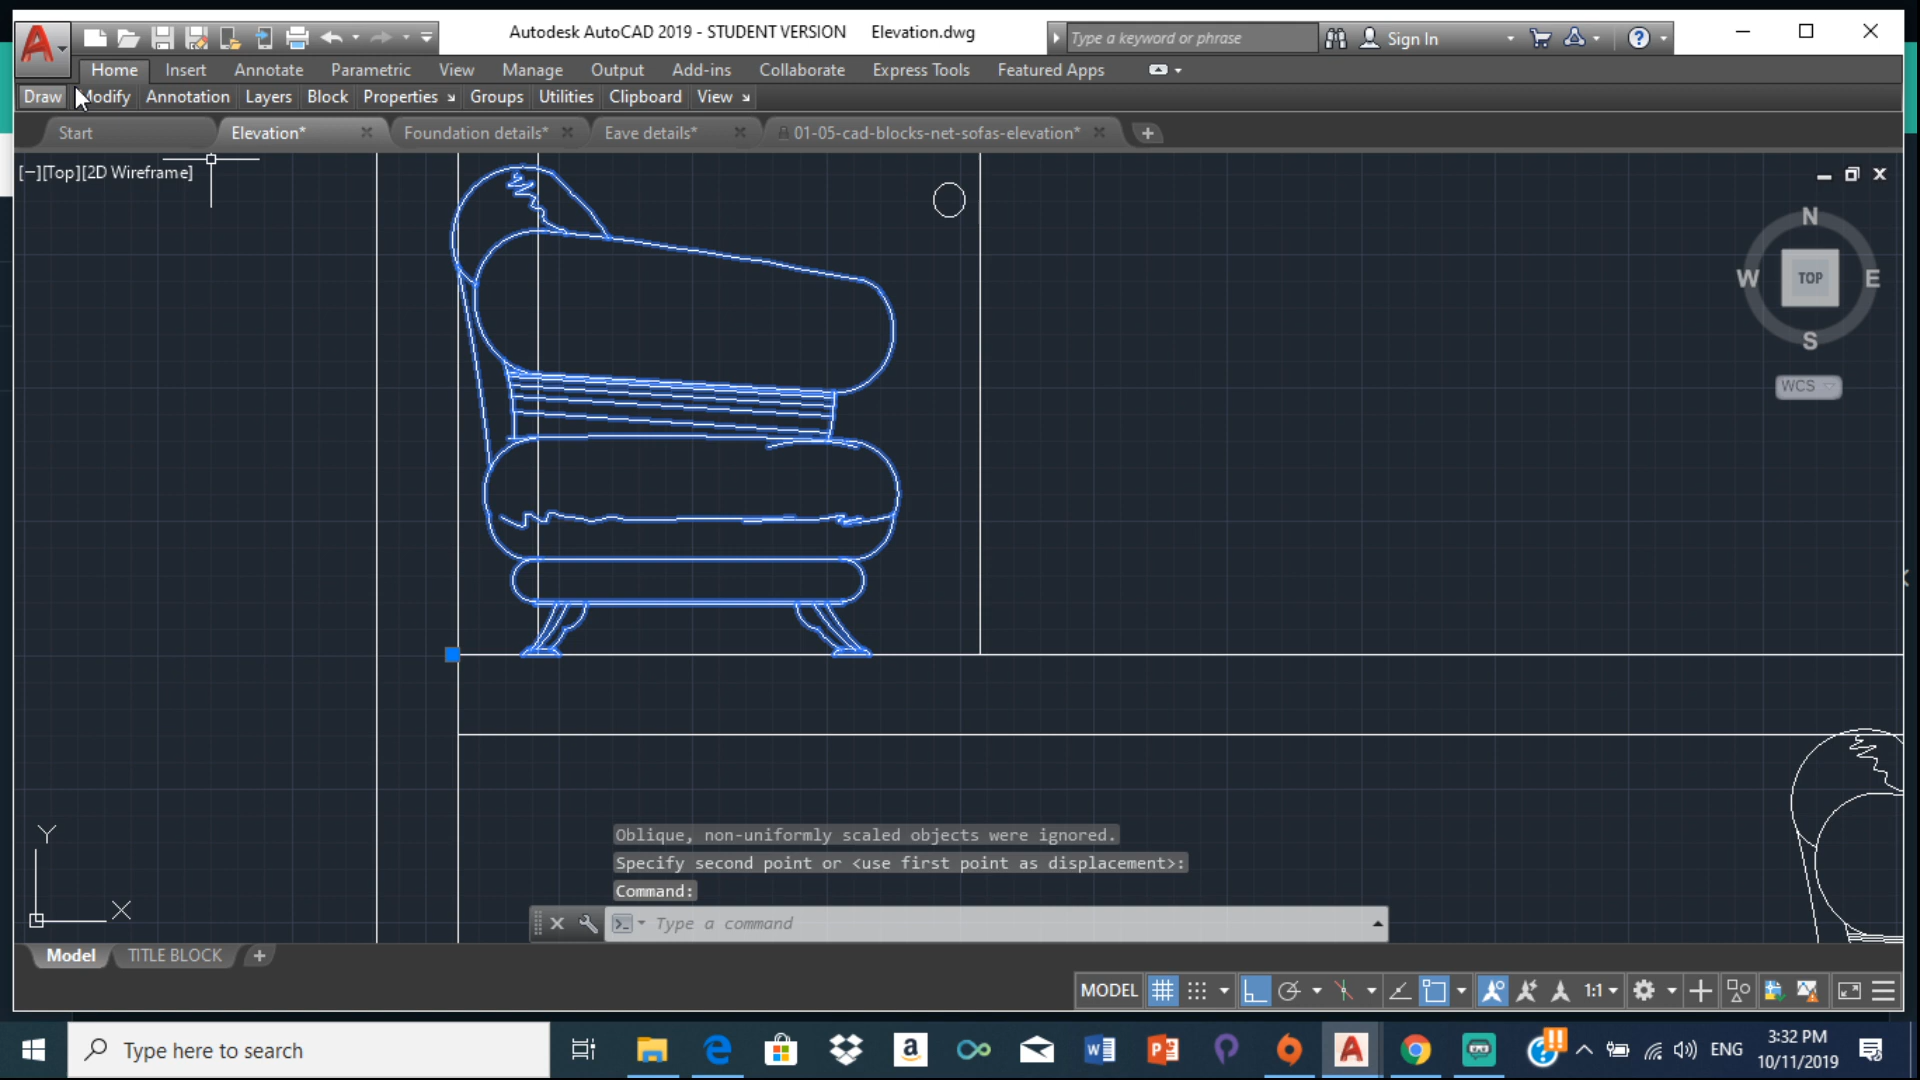 Autodesk AutoCAD 2019 - STUDENT VERSION Elevation.dwg
Type a keyword or phrase
Sign In
Home Insert Annotate Parametric View Manage Output Add-ins Collaborate Express Tools Featured Apps
Draw Modify Annotation Layers Block Properties Groups Utilities Clipboard View
Start Elevation* Foundation details* Eave details* 01-05-cad-blocks-net-sofas-elevation*
[−][Top][2D Wireframe]
N
W TOP E
S
WCS
Y
X
Oblique, non-uniformly scaled objects were ignored.
Specify second point or <use first point as displacement>:
Command:
Type a command
Model TITLE BLOCK
MODEL 1:1
Type here to search
ENG
3:32 PM
10/11/2019